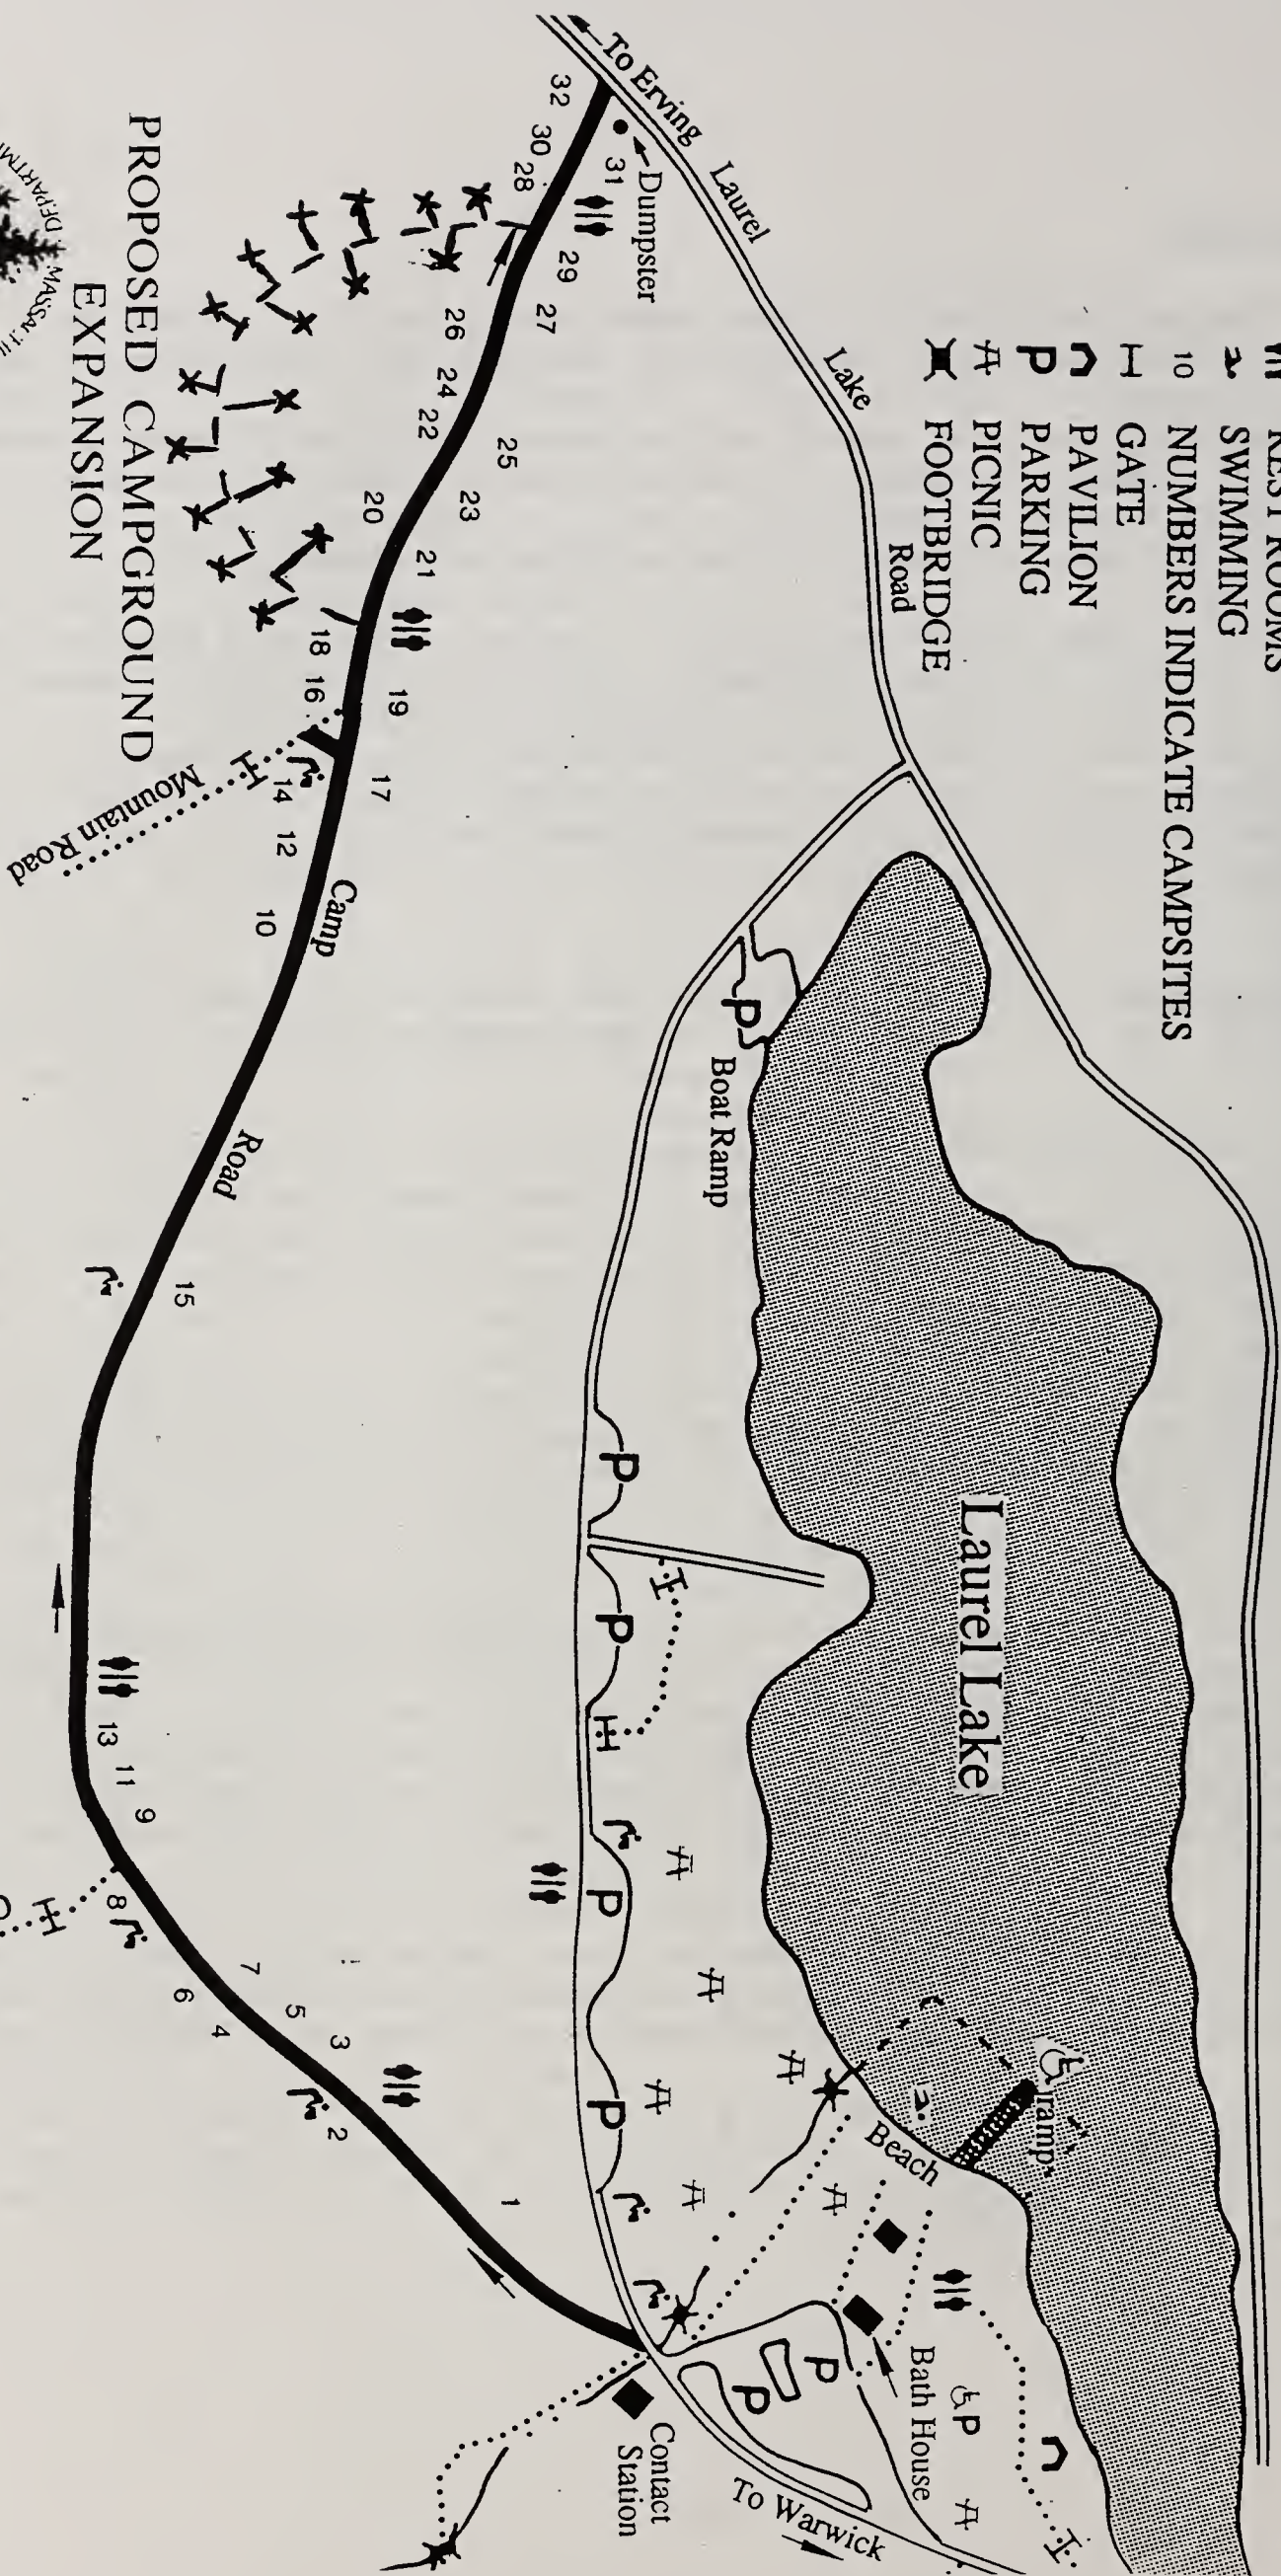 REST ROOMS
SWIMMING
10 NUMBERS INDICATE CAMPSITES
GATE
PAVILION
P PARKING
PICNIC
FOOTBRIDGE
To Erving
Laurel
Lake
Road
Dumpster
32
30
28
31
29
27
26
24
22
25
23
20
21
18
16
19
17
14
12
10
Mountain Road
Camp
Road
15
13
11
9
8
7
6
5
4
3
2
1
PROPOSED CAMPGROUND
EXPANSION
MASSACHU
DEPARTM
P
Boat Ramp
Laurel Lake
P
P
P
P
ramp
Beach
Bath House
P
P
P
Contact
Station
To Warwick